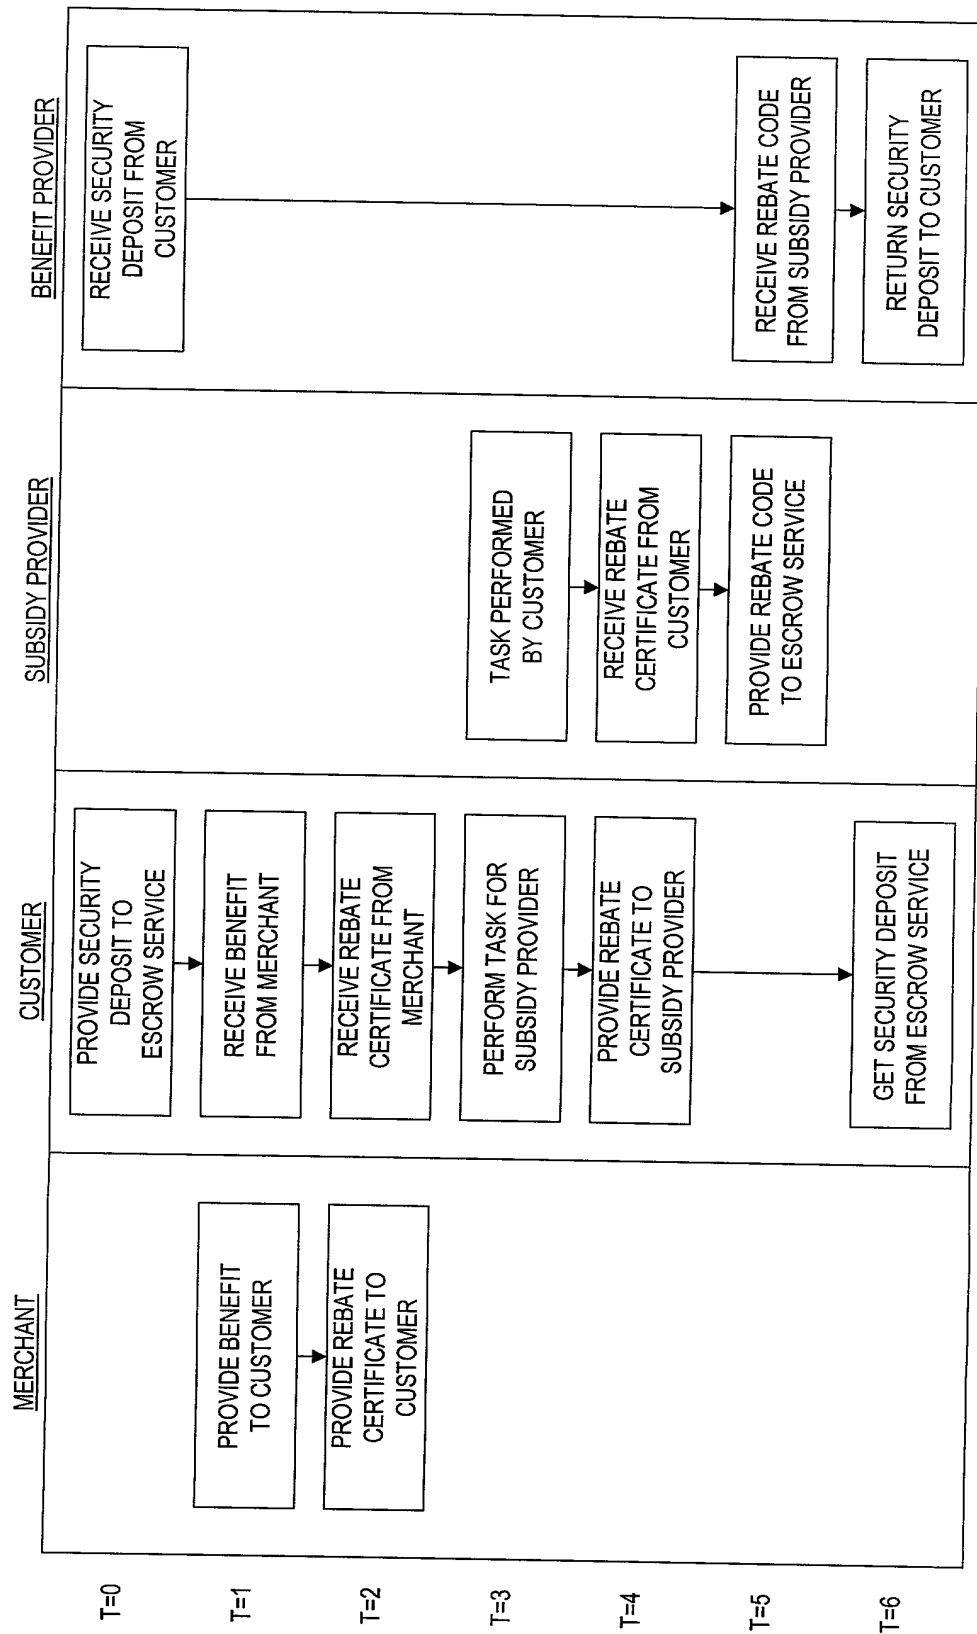 MERCHANT
CUSTOMER
SUBSIDY PROVIDER
BENEFIT PROVIDER
T=0
PROVIDE SECURITY
DEPOSIT TO
ESCROW SERVICE
RECEIVE SECURITY
DEPOSIT FROM
CUSTOMER
T=1
PROVIDE BENEFIT
TO CUSTOMER
RECEIVE BENEFIT
FROM MERCHANT
T=2
PROVIDE REBATE
CERTIFICATE TO
CUSTOMER
RECEIVE REBATE
CERTIFICATE FROM
MERCHANT
T=3
PERFORM TASK FOR
SUBSIDY PROVIDER
TASK PERFORMED
BY CUSTOMER
T=4
PROVIDE REBATE
CERTIFICATE TO
SUBSIDY PROVIDER
RECEIVE REBATE
CERTIFICATE FROM
CUSTOMER
T=5
PROVIDE REBATE CODE
TO ESCROW SERVICE
RECEIVE REBATE CODE
FROM SUBSIDY PROVIDER
T=6
GET SECURITY DEPOSIT
FROM ESCROW SERVICE
RETURN SECURITY
DEPOSIT TO CUSTOMER